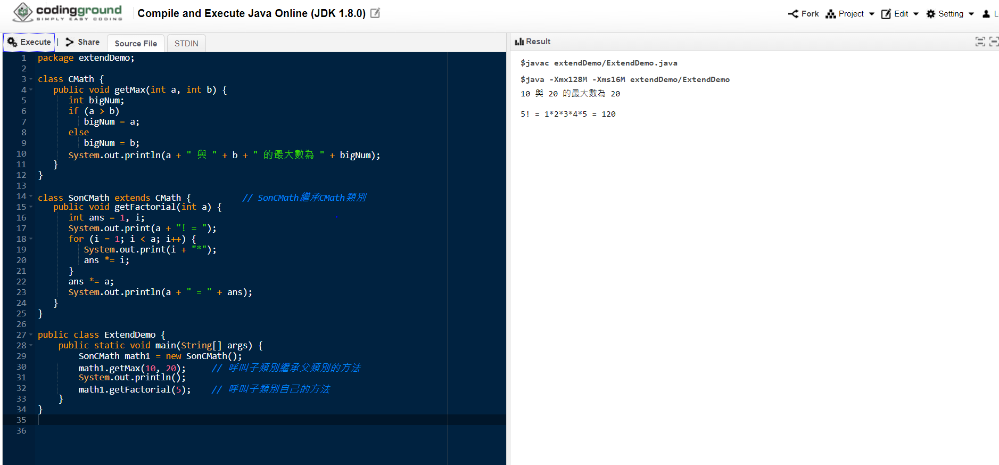 codingground
SIMPLY EASY CODING
Compile and Execute Java Online (JDK 1.8.0)
Fork Project Edit Setting L
Execute | Share Source File STDIN
1 package extendDemo;
2
3 class CMath {
4 public void getMax(int a, int b) {
5 int bigNum;
6 if (a > b)
7 bigNum = a;
8 else
9 bigNum = b;
10 System.out.println(a + " 與 " + b + " 的最大數為 " + bigNum);
11 }
12 }
13
14 class SonCMath extends CMath { // SonCMath繼承CMath類別
15 public void getFactorial(int a) {
16 int ans = 1, i;
17 System.out.print(a + "! = ");
18 for (i = 1; i < a; i++) {
19 System.out.print(i + "*");
20 ans *= i;
21 }
22 ans *= a;
23 System.out.println(a + " = " + ans);
24 }
25 }
26
27 public class ExtendDemo {
28 public static void main(String[] args) {
29 SonCMath math1 = new SonCMath();
30 math1.getMax(10, 20); // 呼叫子類別繼承父類別的方法
31 System.out.println();
32 math1.getFactorial(5); // 呼叫子類別自己的方法
33 }
34 }
35
36
Result
$javac extendDemo/ExtendDemo.java
$java -Xmx128M -Xms16M extendDemo/ExtendDemo
10 與 20 的最大數為 20
5! = 1*2*3*4*5 = 120